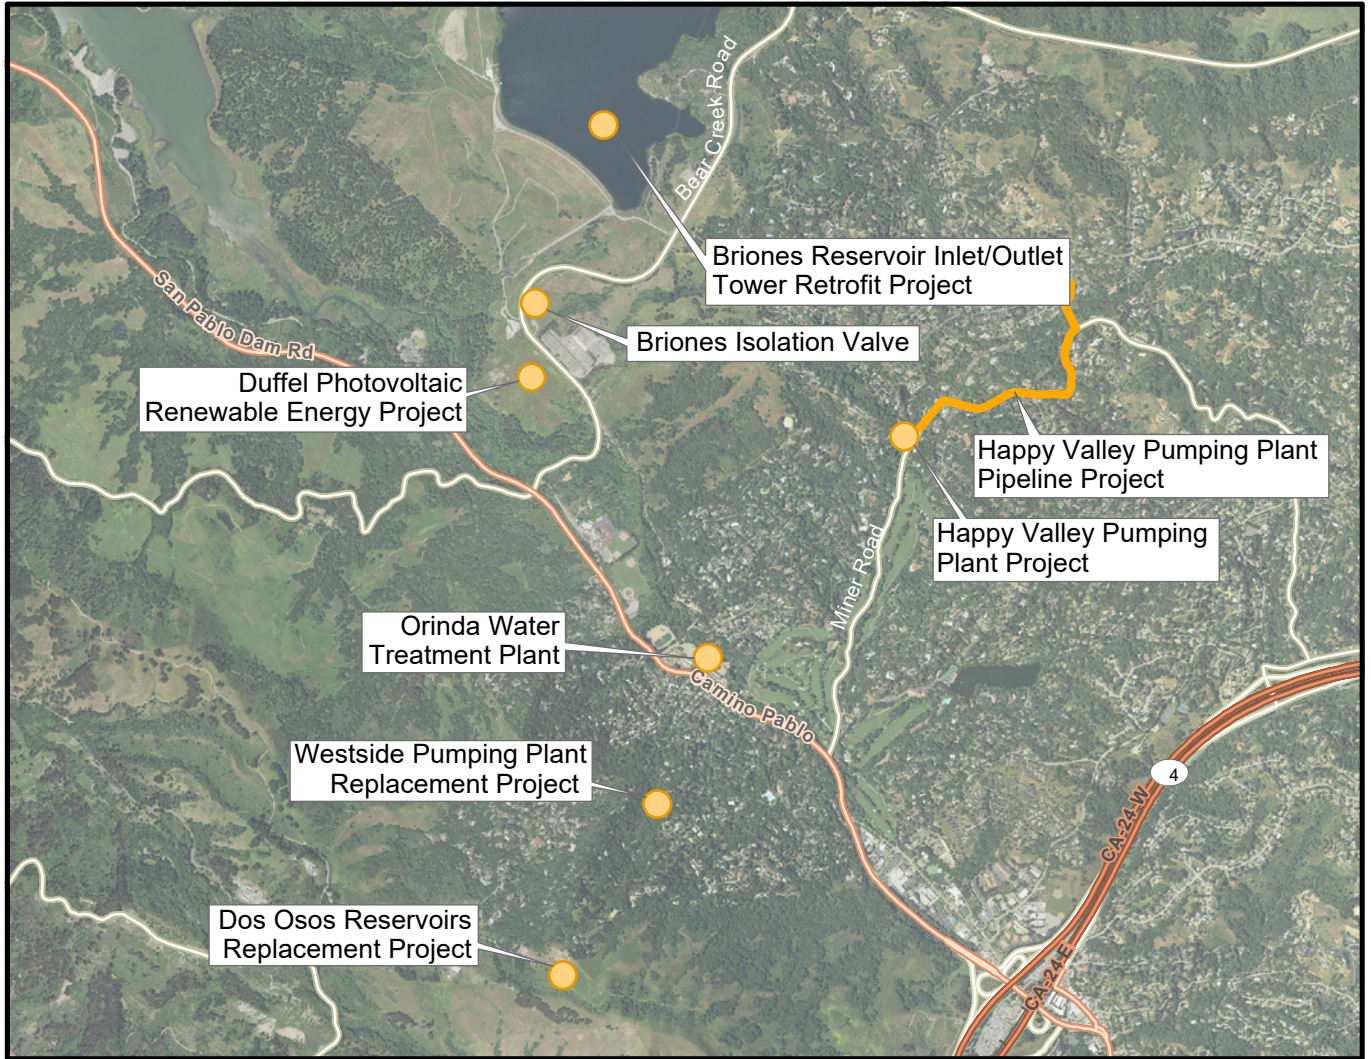 Bear Creek Road
Briones Reservoir Inlet/Outlet
Tower Retrofit Project
San Pablo Dam Rd
Briones Isolation Valve
Duffel Photovoltaic
Renewable Energy Project
Happy Valley Pumping Plant
Pipeline Project
Happy Valley Pumping
Plant Project
Miner Road
Orinda Water
Treatment Plant
Camino Pablo
Westside Pumping Plant
Replacement Project
4
CA-24-W
Dos Osos Reservoirs
Replacement Project
CA-24-E